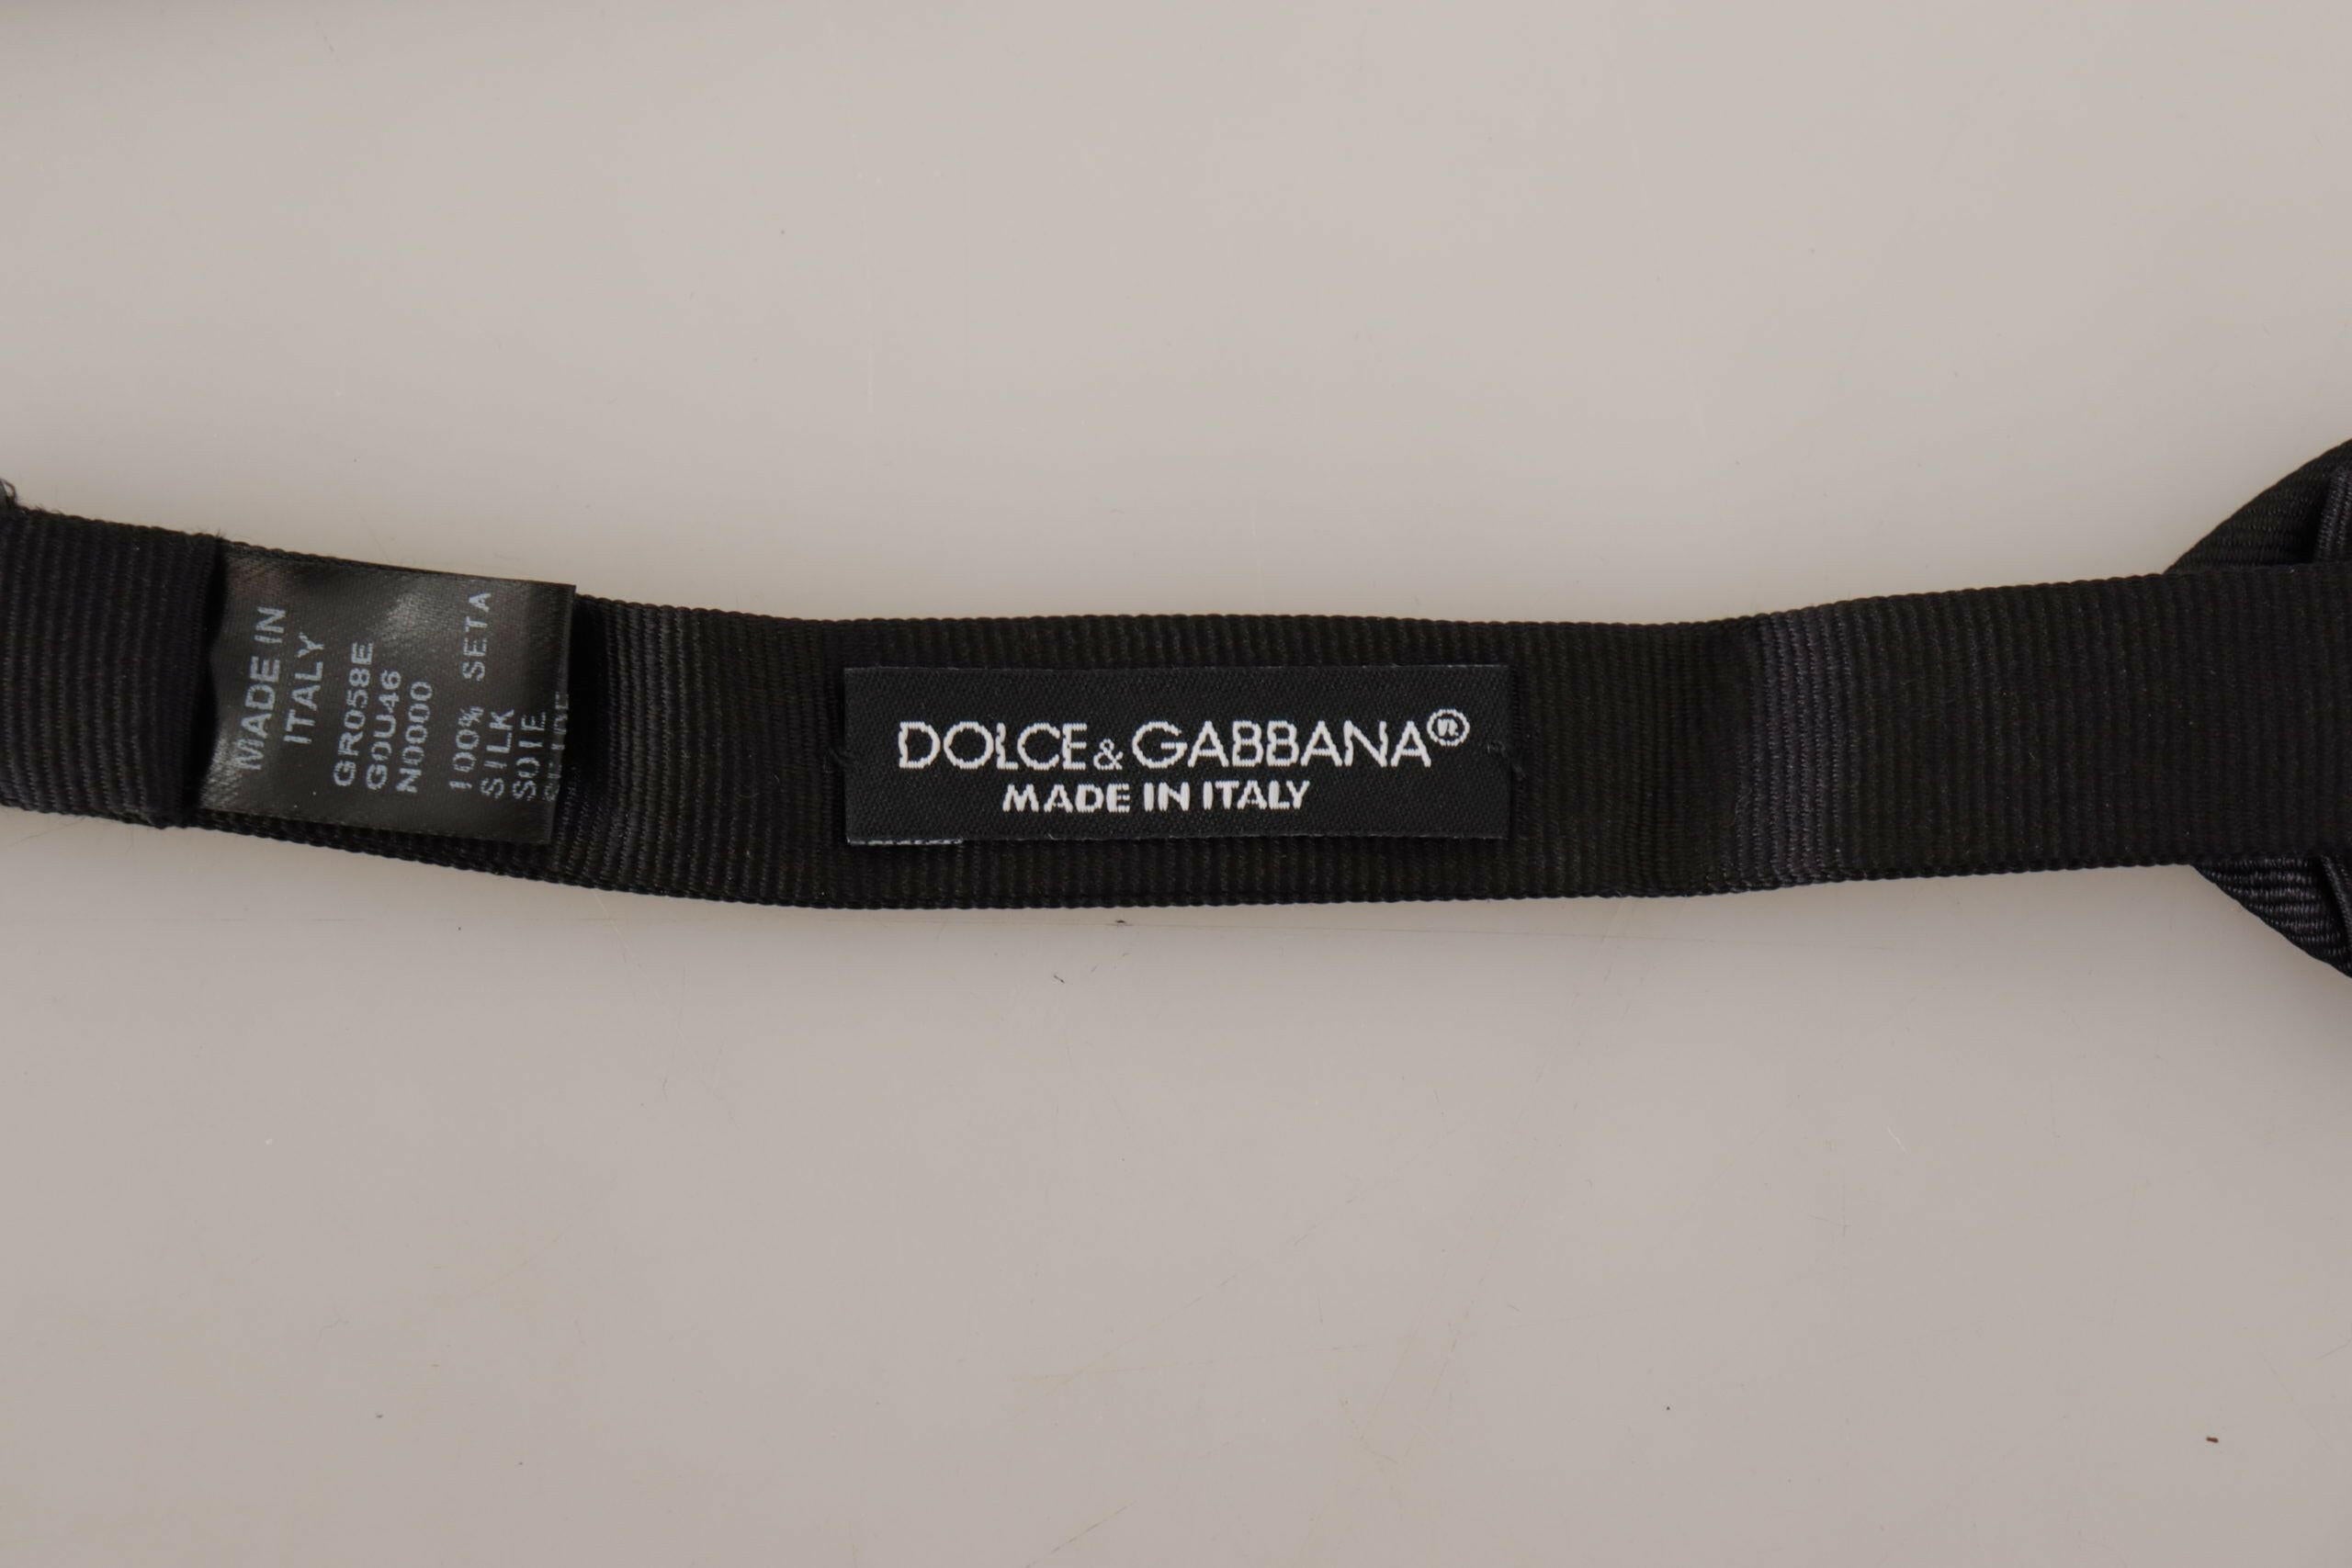 MADE IN
ITALY
GR058E
G0U46
N0000
100% SETA
SILK
SOIE
DOLCE & GABBANA®
MADE IN ITALY